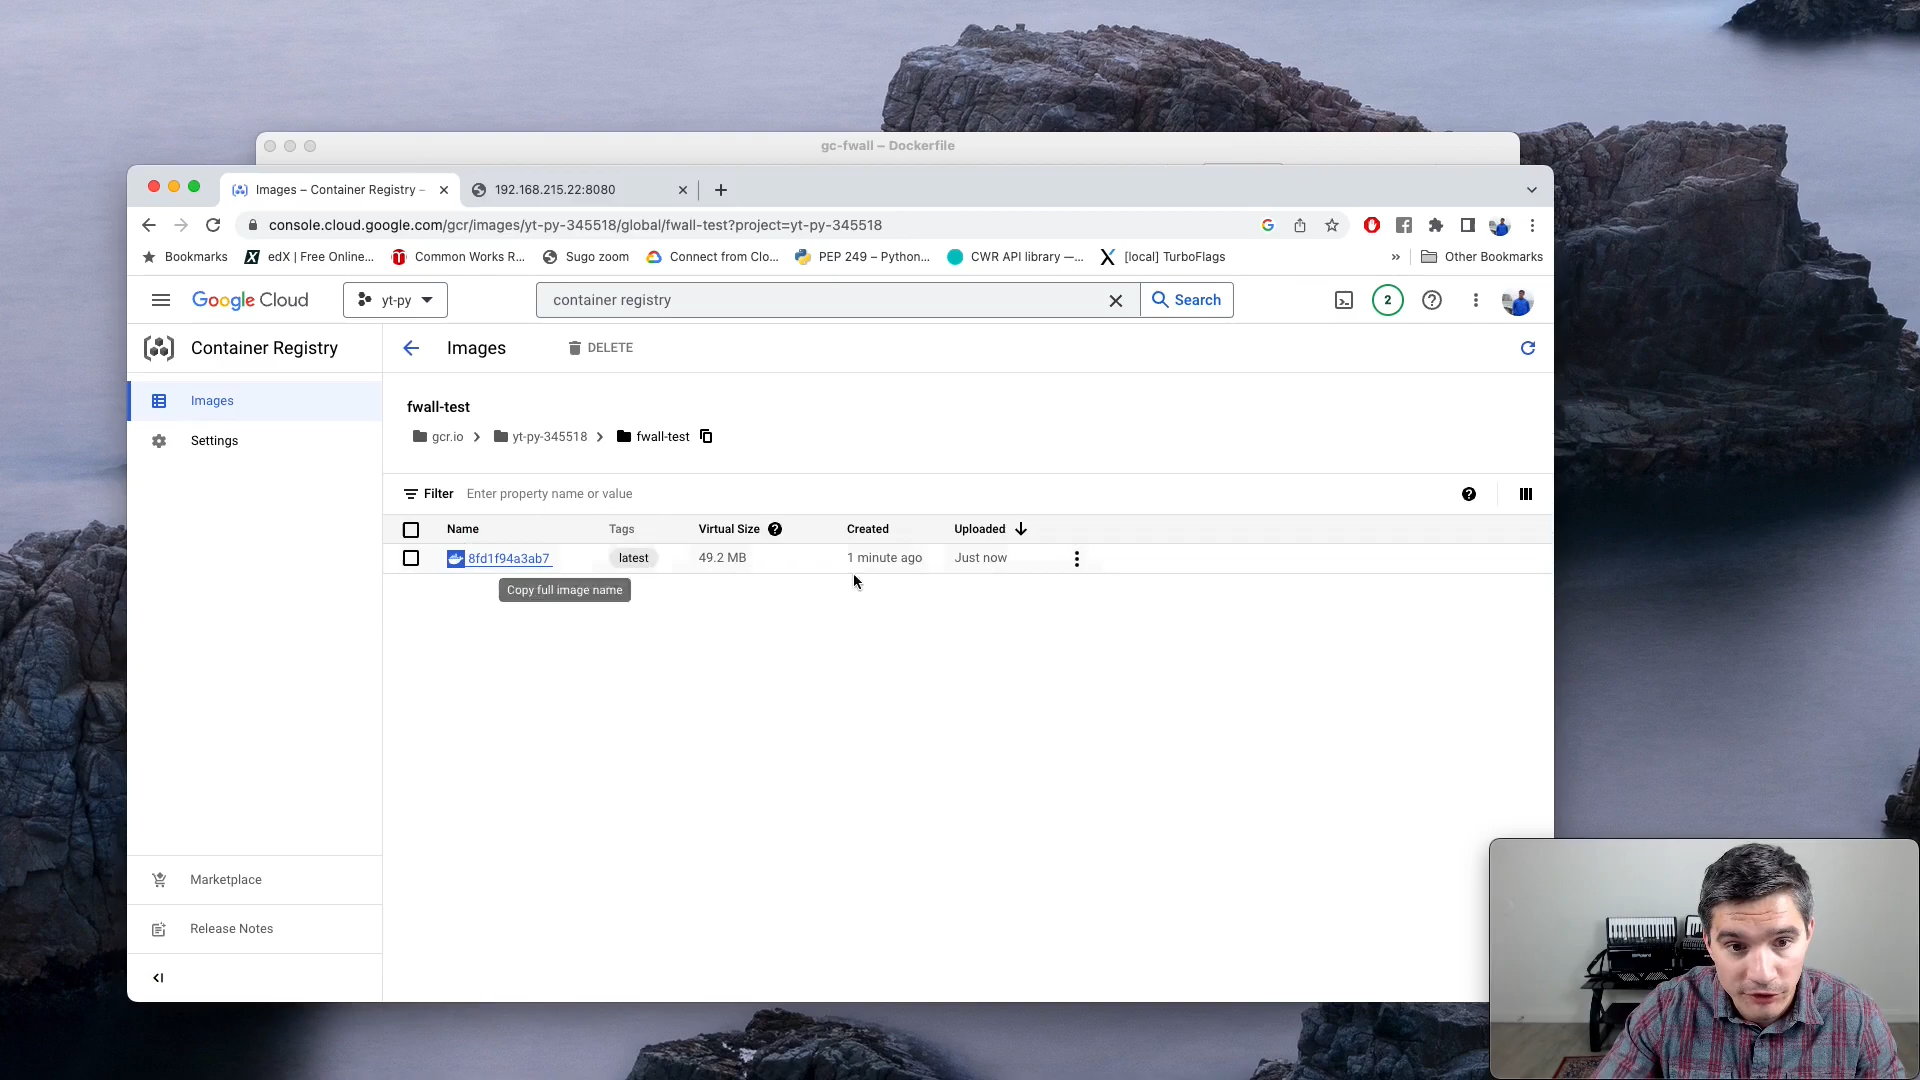 gc-fwall – Dockerfile
Images – Container Registry –
192.168.215.22:8080
console.cloud.google.com/gcr/images/yt-py-345518/global/fwall-test?project=yt-py-345518
Bookmarks
edX | Free Online...
Common Works R...
Sugo zoom
Connect from Clo...
PEP 249 – Python...
CWR API library —...
[local] TurboFlags
»
Other Bookmarks
Google Cloud
yt-py
container registry
Search
2
Container Registry
Images
DELETE
Images
Settings
fwall-test
gcr.io
yt-py-345518
fwall-test
Filter
Enter property name or value
Name
Tags
Virtual Size
Created
Uploaded
8fd1f94a3ab7
latest
49.2 MB
1 minute ago
Just now
Copy full image name
Marketplace
Release Notes